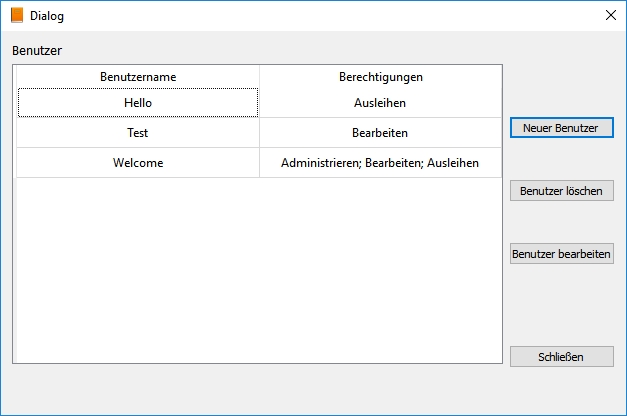 Dialog
Benutzer
Benutzername Berechtigungen
Hello Ausleihen
Test Bearbeiten
Welcome Administrieren; Bearbeiten; Ausleihen
Neuer Benutzer
Benutzer löschen
Benutzer bearbeiten
Schließen